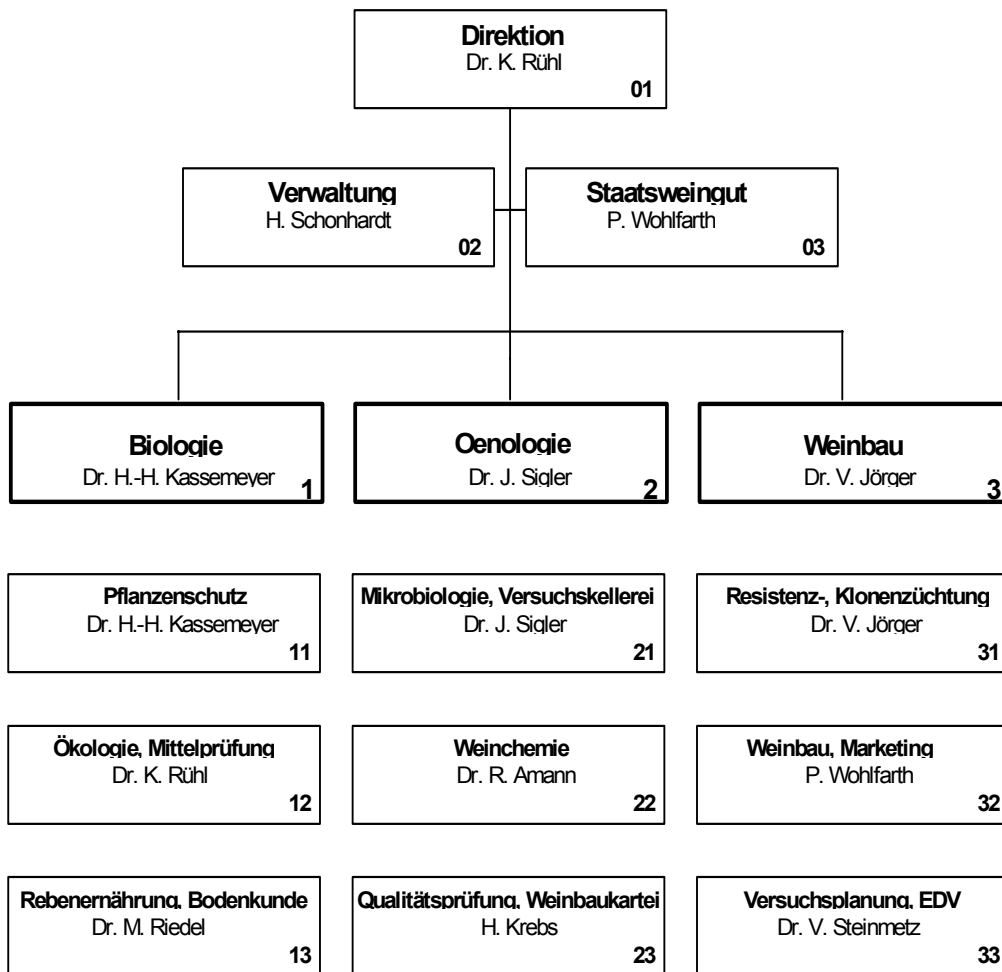 Direktion
Dr. K. Rühl
01
Verwaltung
H. Schonhardt
02
Staatsweingut
P. Wohlfarth
03
Biologie
Dr. H.-H. Kassemeyer
1
Oenologie
Dr. J. Sigler
2
Weinbau
Dr. V. Jörger
3
Pflanzenschutz
Dr. H.-H. Kassemeyer
11
Mikrobiologie, Versuchskellerei
Dr. J. Sigler
21
Resistenz-, Klonenzüchtung
Dr. V. Jörger
31
Ökologie, Mittelprüfung
Dr. K. Rühl
12
Weinchemie
Dr. R. Amann
22
Weinbau, Marketing
P. Wohlfarth
32
Rebenernährung, Bodenkunde
Dr. M. Riedel
13
Qualitätsprüfung, Weinbaukartei
H. Krebs
23
Versuchsplanung, EDV
Dr. V. Steinmetz
33